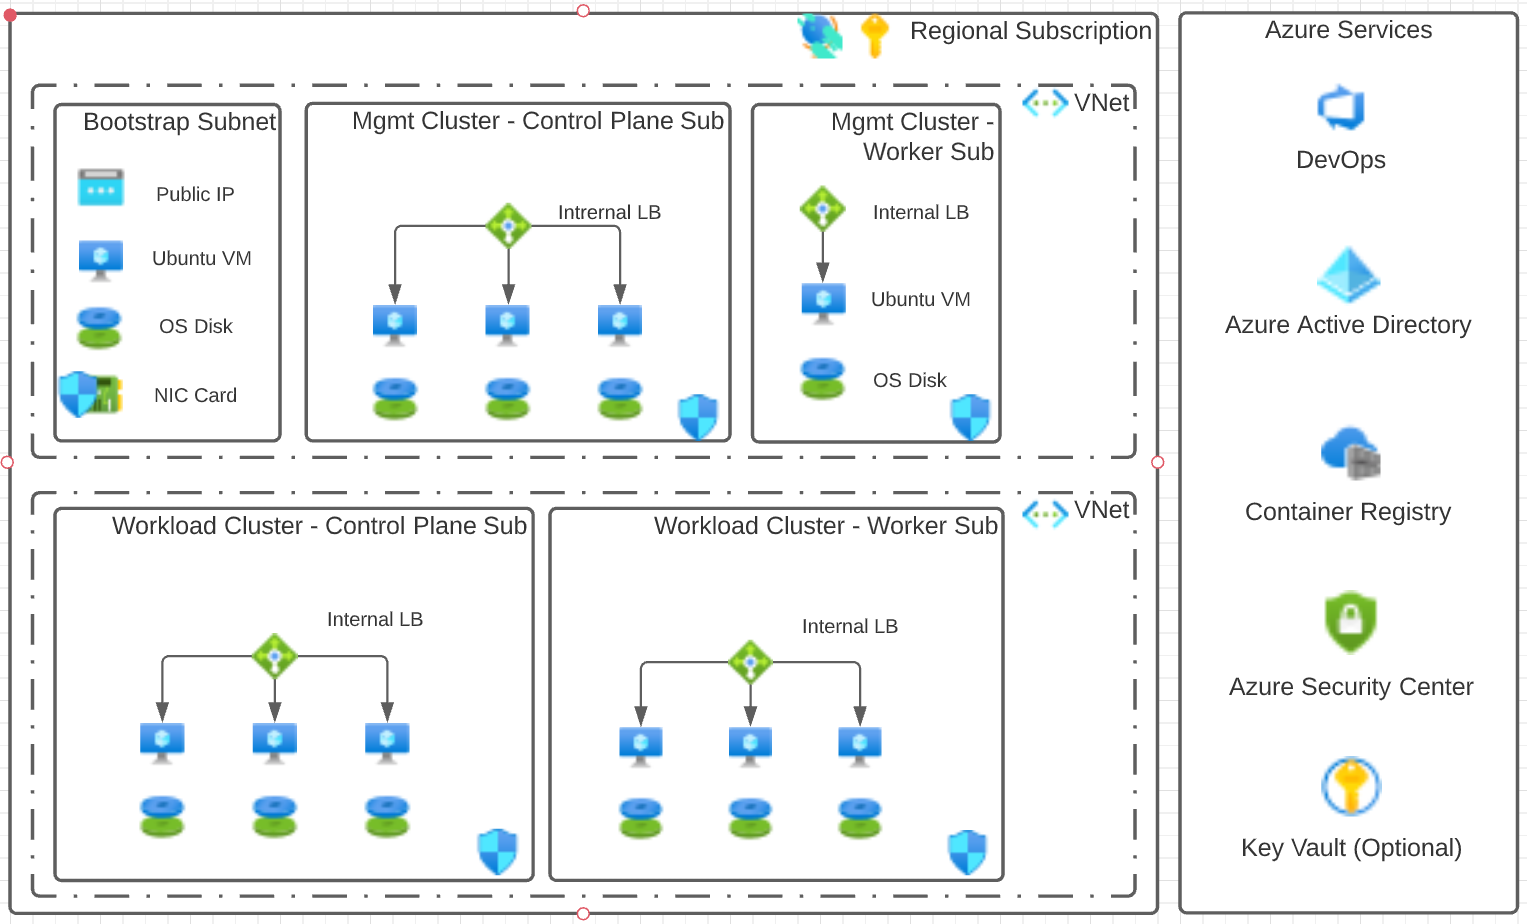 Regional Subscription
VNet
Bootstrap Subnet
Public IP
Ubuntu VM
OS Disk
NIC Card
Mgmt Cluster - Control Plane Sub
Intrernal LB
Mgmt Cluster -
Worker Sub
Internal LB
Ubuntu VM
OS Disk
VNet
Workload Cluster - Control Plane Sub
Internal LB
Workload Cluster - Worker Sub
Internal LB
Azure Services
DevOps
Azure Active Directory
Container Registry
Azure Security Center
Key Vault (Optional)